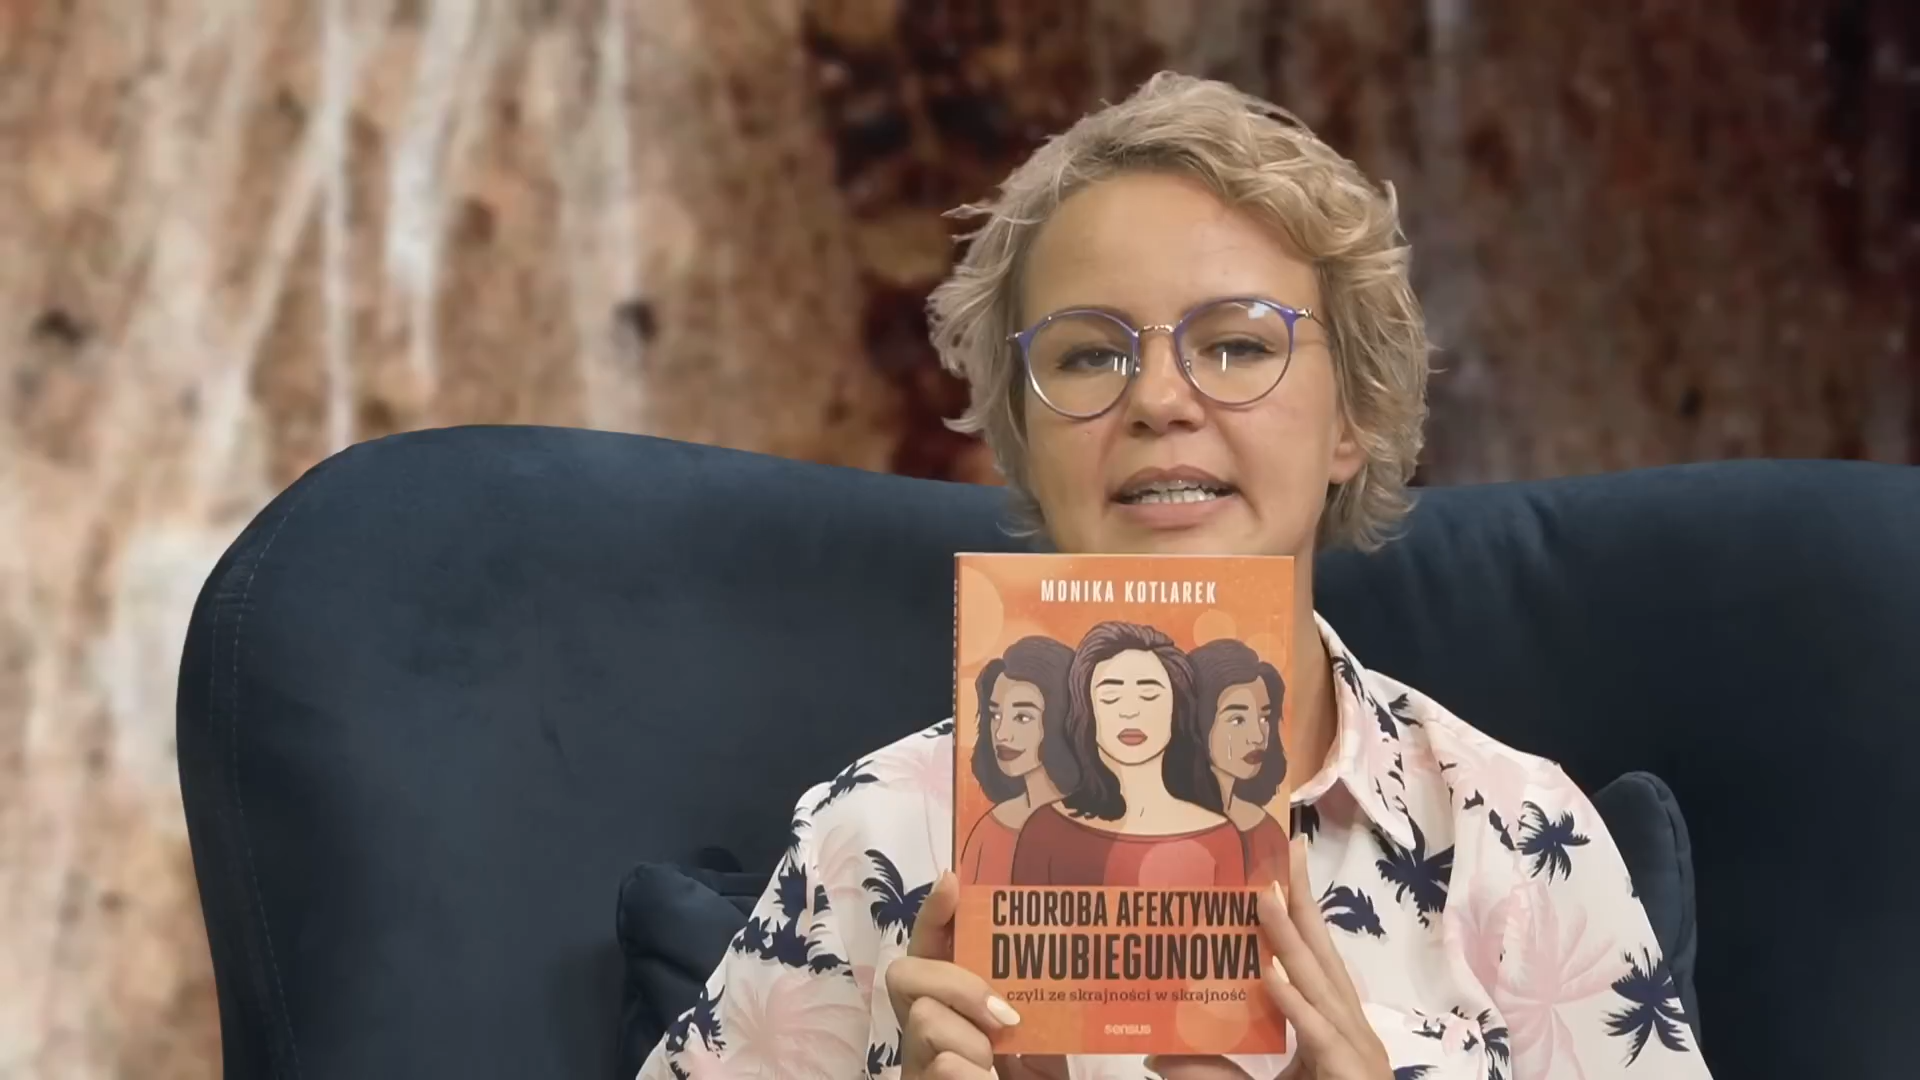 MONIKA KOTLAREK
CHOROBA AFEKTYWNA
DWUBIEGUNOWA
czyli ze skrajności w skrajność
sensus